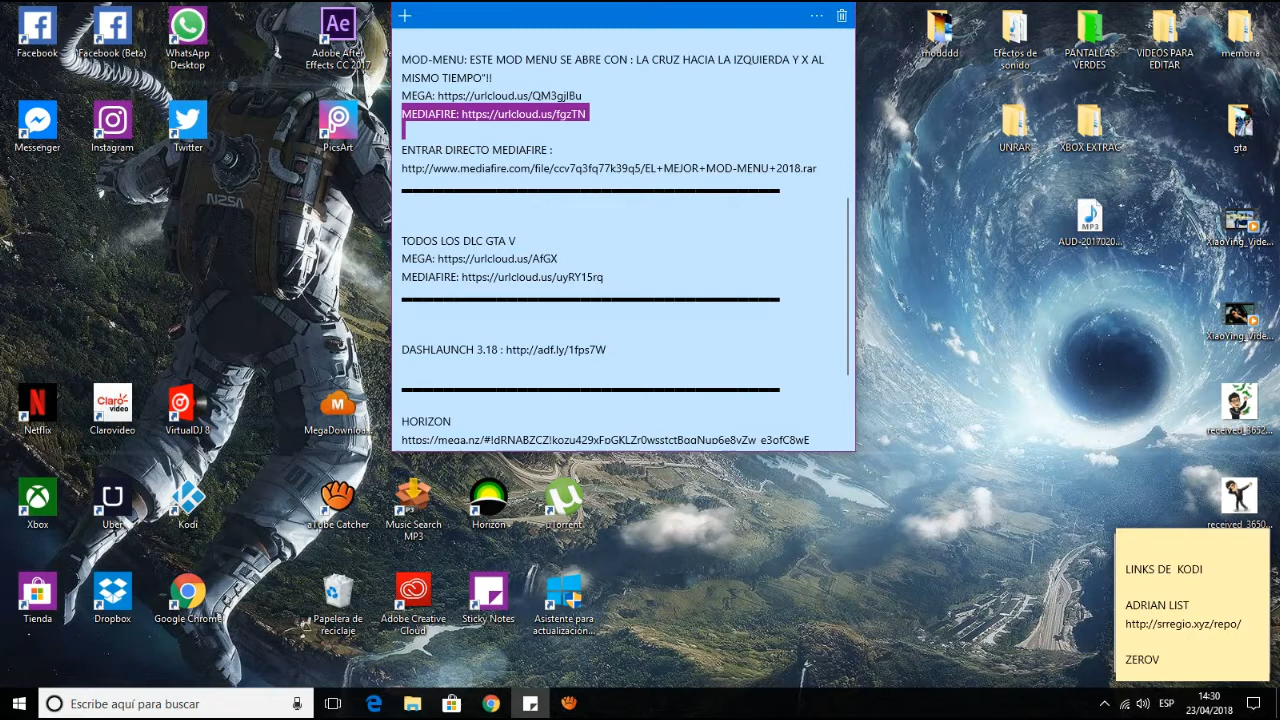 Facebook
Facebook (Beta)
WhatsApp
Desktop
Adobe After
Effects CC 2017
Messenger
Instagram
Twitter
PicsArt
Netflix
Clarovideo
VirtualDJ 8
MegaDownlo...
Xbox
Uber
Kodi
aTube Catcher
Music Search
MP3
Horizon
µTorrent
Tienda
Dropbox
Google Chrome
Papelera de
reciclaje
Adobe Creative
Cloud
Sticky Notes
Asistente para
actualización...
MOD-MENU: ESTE MOD MENU SE ABRE CON : LA CRUZ HACIA LA IZQUIERDA Y X AL
MISMO TIEMPO"!!
MEGA: https://urlcloud.us/QM3gjIBu
MEDIAFIRE: https://urlcloud.us/fgzTN
ENTRAR DIRECTO MEDIAFIRE :
http://www.mediafire.com/file/ccv7q3fq77k39q5/EL+MEJOR+MOD-MENU+2018.rar
TODOS LOS DLC GTA V
MEGA: https://urlcloud.us/AfGX
MEDIAFIRE: https://urlcloud.us/uyRY15rq
DASHLAUNCH 3.18 : http://adf.ly/1fps7W
HORIZON
modddd
Efectos de
sonido
PANTALLAS
VERDES
VIDEOS PARA
EDITAR
memoria
UNRAR
XBOX EXTRAC
gta
MP3
AUD-2017020...
XiaoYing_Vide...
XiaoYing_Vide...
received_3652...
received_3650...
LINKS DE KODI
ADRIAN LIST
http://srregio.xyz/repo/
ZEROV
Escribe aquí para buscar
ESP
14:30
23/04/2018